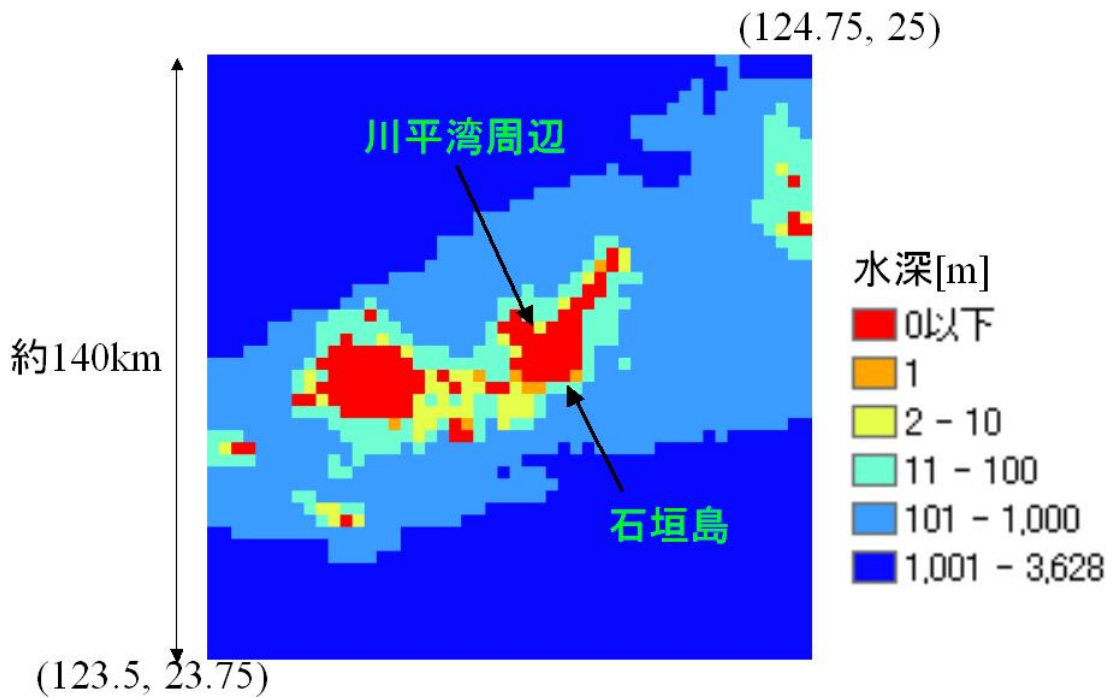 (124.75, 25)
川平湾周辺
水深[m]
0以下
1
2 - 10
11 - 100
101 - 1,000
1,001 - 3,628
約140km
石垣島
(123.5, 23.75)